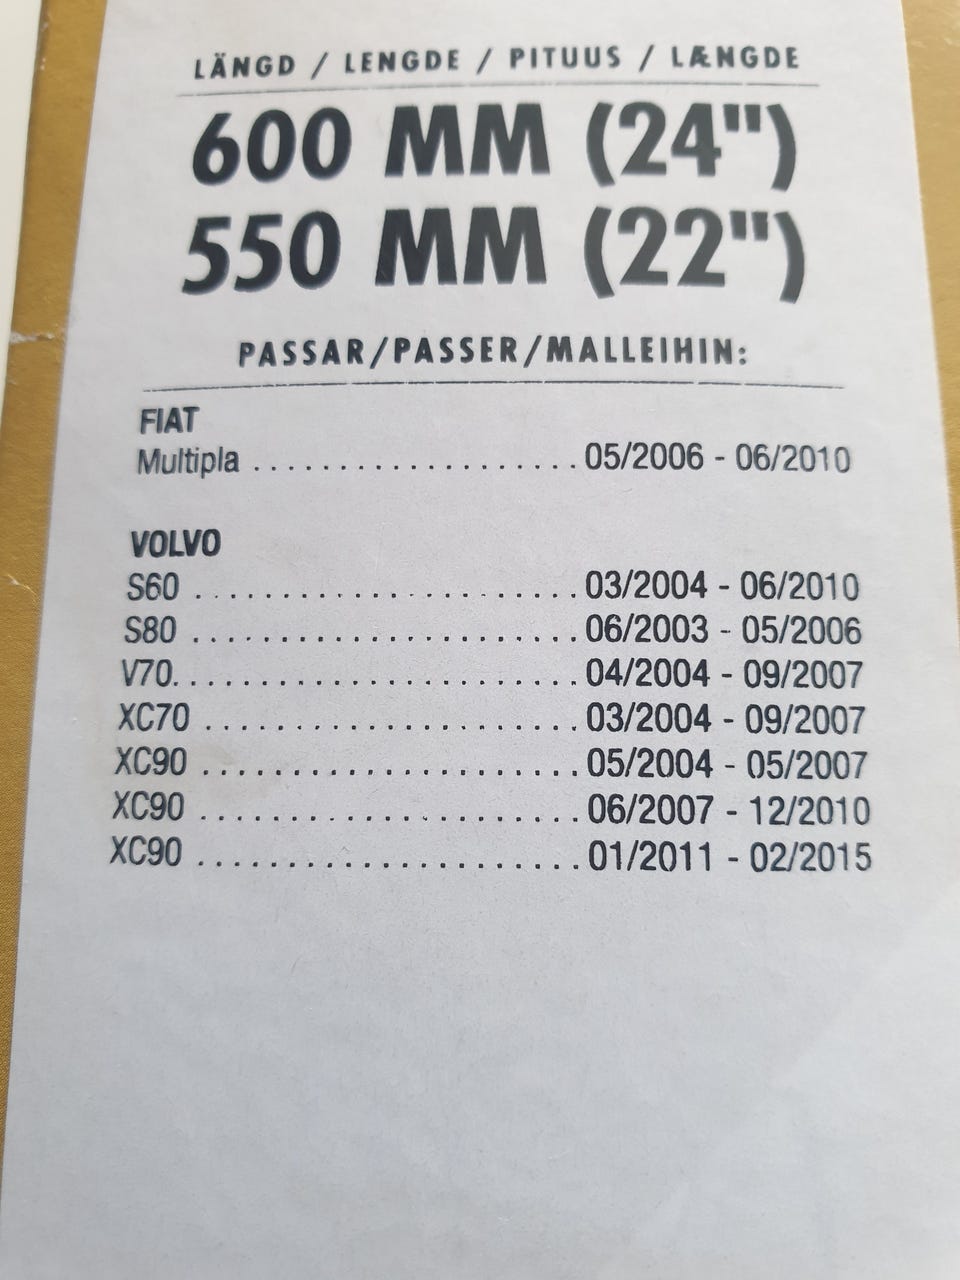 LÄNGD / LENGDE / PITUUS / LÆNGDE
600 MM (24")
550 MM (22")
PASSAR/PASSER/MALLEIHIN:
FIAT
Multipla ..................... 05/2006 - 06/2010
VOLVO
S60 ......................... 03/2004 - 06/2010
S80 ......................... 06/2003 - 05/2006
V70.......................... 04/2004 - 09/2007
XC70 ........................ 03/2004 - 09/2007
XC90 ........................ 05/2004 - 05/2007
XC90 ........................ 06/2007 - 12/2010
XC90 ........................ 01/2011 - 02/2015